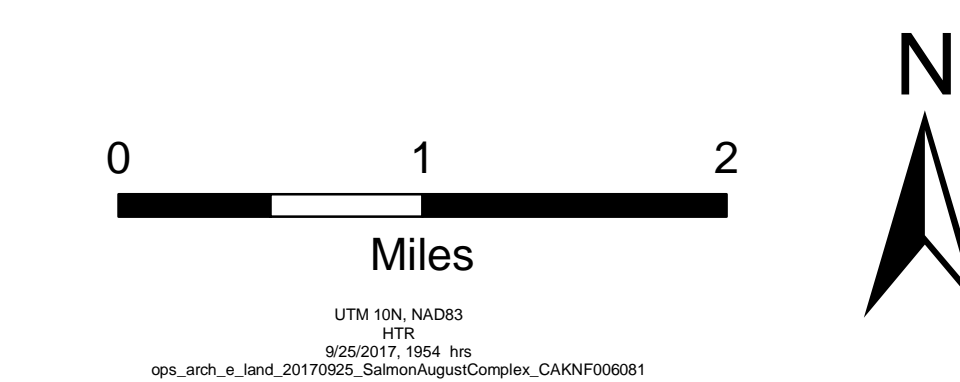 N
0 1 2
Miles
UTM 10N, NAD83
HTR
9/25/2017, 1954 hrs
ops_arch_e_land_20170925_SalmonAugustComplex_CAKNF006081